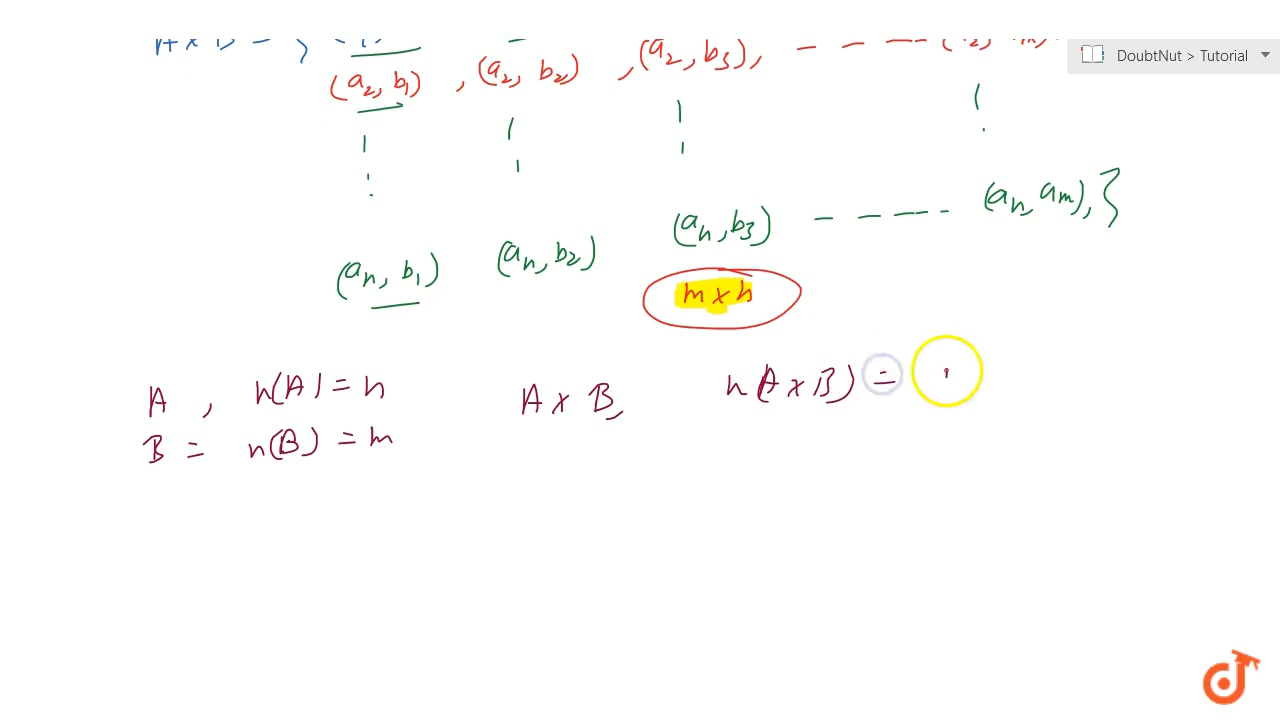 DoubtNut > Tutorial
(a₂, b₁) , (a₂, b₂) , (a₂, b₃), - - ---
(aₙ, b₁) (aₙ, b₂) (aₙ, b₃) - - --- (aₙ, aₘ), }
m × n
A , n(A) = n A × B, n(A × B) =
B = n(B) = m